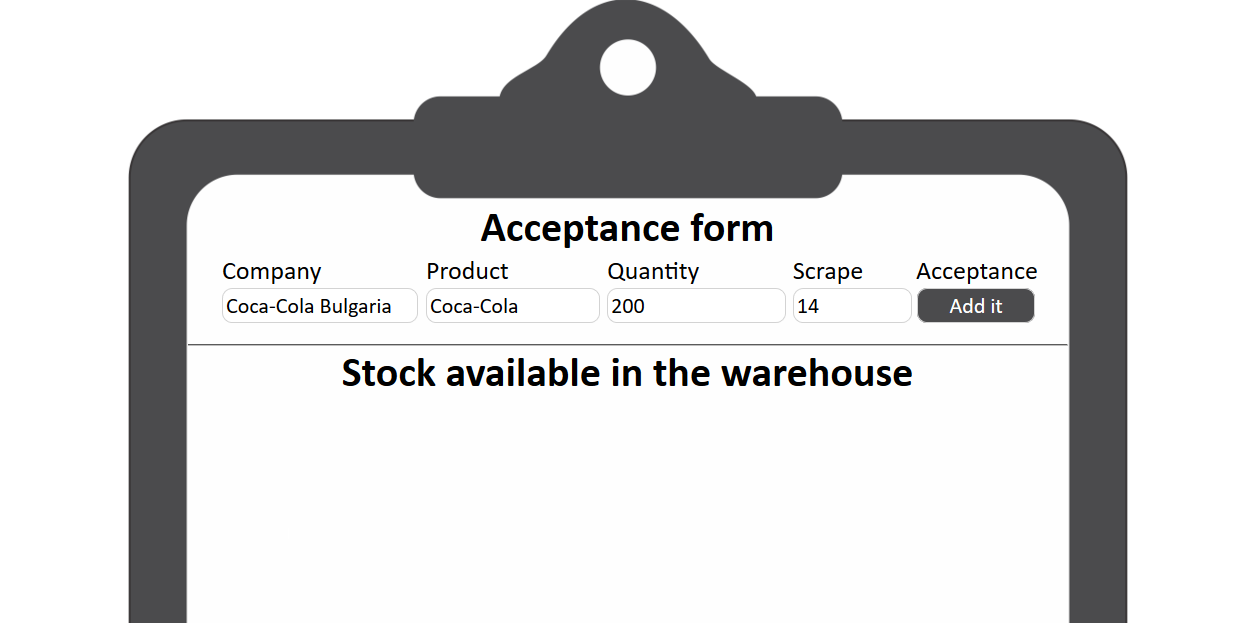 Acceptance form
Company Product Quantity Scrape Acceptance
Coca-Cola Bulgaria Coca-Cola 200 14 Add it
Stock available in the warehouse